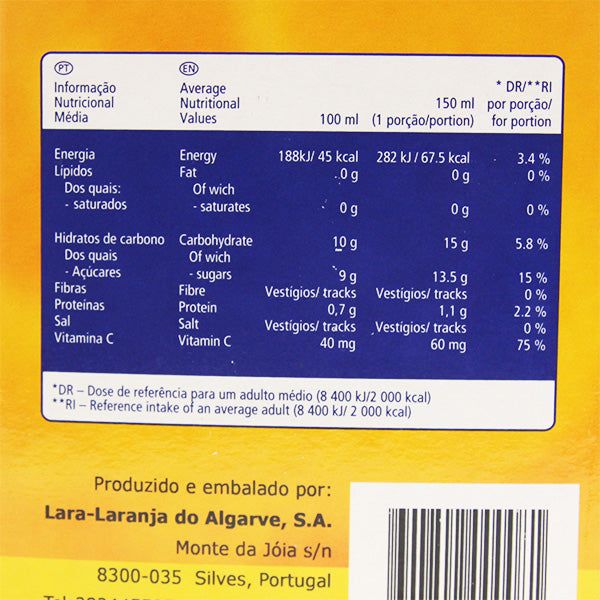 PT EN
Informação Average * DR/**RI
Nutricional Nutritional 150 ml por porção/
Média Values 100 ml (1 porção/portion) for portion
Energia Energy 188kJ/ 45 kcal 282 kJ / 67.5 kcal 3.4 %
Lípidos Fat 0 g 0 g 0 %
Dos quais: Of wich
- saturados - saturates 0 g 0 g 0 %
Hidratos de carbono Carbohydrate 10 g 15 g 5.8 %
Dos quais Of wich
- Açúcares - sugars 9 g 13.5 g 15 %
Fibras Fibre Vestígios/ tracks Vestígios/ tracks 0 %
Proteínas Protein 0,7 g 1,1 g 2.2 %
Sal Salt Vestígios/ tracks Vestígios/ tracks 0 %
Vitamina C Vitamin C 40 mg 60 mg 75 %
*DR – Dose de referência para um adulto médio (8 400 kJ/2 000 kcal)
**RI – Reference intake of an average adult (8 400 kJ/ 2 000 kcal)
Produzido e embalado por:
Lara-Laranja do Algarve, S.A.
Monte da Jóia s/n
8300-035 Silves, Portugal